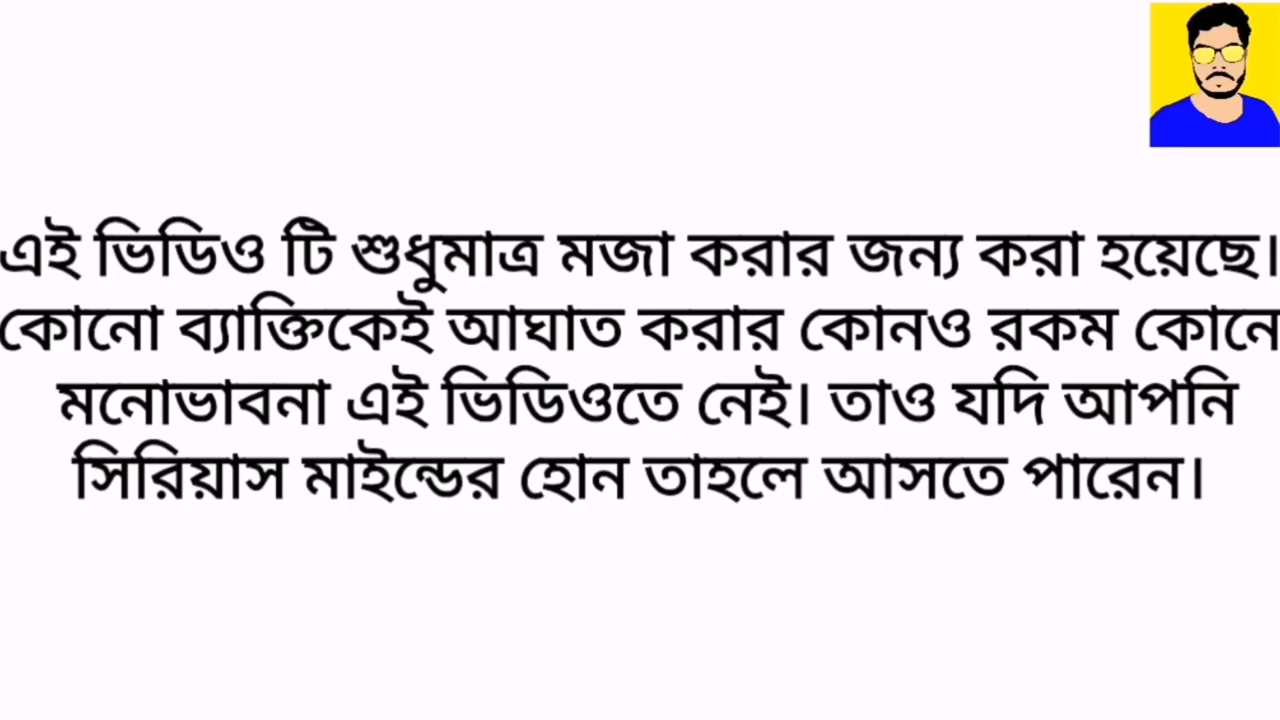 এই ভিডিও টি শুধুমাত্র মজা করার জন্য করা হয়েছে।
কোনো ব্যাক্তিকেই আঘাত করার কোনও রকম কোনে
মনোভাবনা এই ভিডিওতে নেই। তাও যদি আপনি
সিরিয়াস মাইন্ডের হোন তাহলে আসতে পারেন।